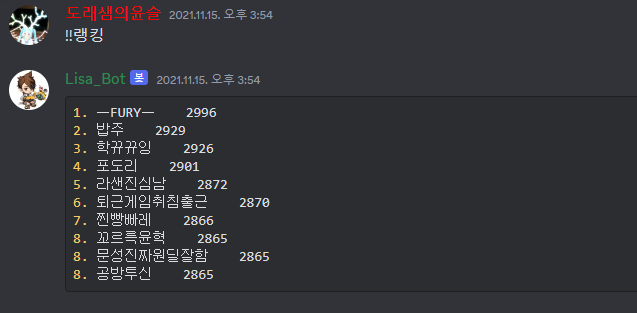 도래샘의윤슬 2021.11.15. 오후 3:54
!!랭킹
Lisa_Bot 봇 2021.11.15. 오후 3:54
1. ㅡFURYㅡ 2996
2. 밥주 2929
3. 학뀨뀨잉 2926
4. 포도리 2901
5. 라샌진심남 2872
6. 퇴근게임취침출근 2870
7. 찐빵빠레 2866
8. 꼬르륵윤혁 2865
8. 문성진짜원딜잘함 2865
8. 공방투신 2865